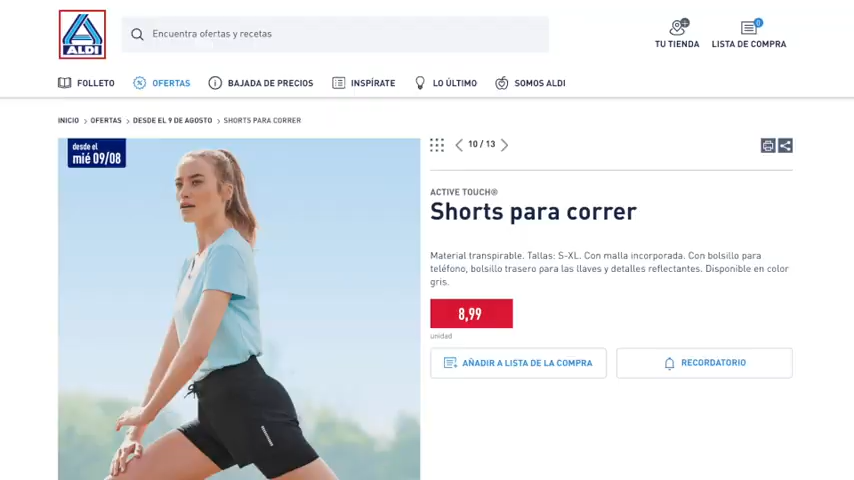 ALDI
Encuentra ofertas y recetas
TU TIENDA
0
LISTA DE COMPRA
FOLLETO
OFERTAS
BAJADA DE PRECIOS
INSPÍRATE
LO ÚLTIMO
SOMOS ALDI
INICIO > OFERTAS > DESDE EL 9 DE AGOSTO > SHORTS PARA CORRER
desde el
mié 09/08
10 / 13
ACTIVE TOUCH®
Shorts para correr
Material transpirable. Tallas: S-XL. Con malla incorporada. Con bolsillo para
teléfono, bolsillo trasero para las llaves y detalles reflectantes. Disponible en color
gris.
8,99
unidad
AÑADIR A LISTA DE LA COMPRA
RECORDATORIO